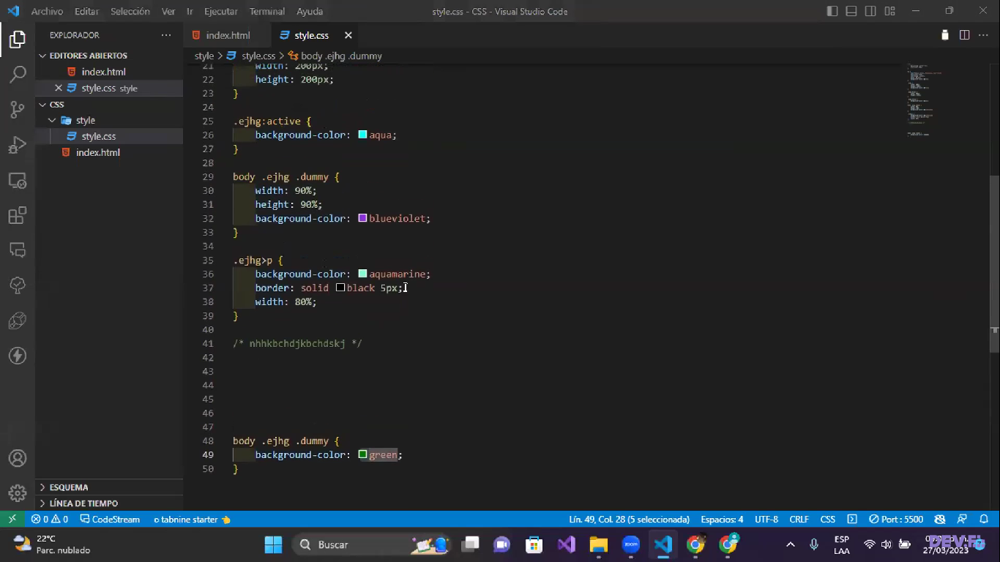 Archivo Editar Selección Ver Ir Ejecutar Terminal Ayuda style.css - CSS - Visual Studio Code
EXPLORADOR
EDITORES ABIERTOS
index.html
style.css style
CSS
style
style.css
index.html
ESQUEMA
LÍNEA DE TIEMPO
index.html style.css
style > style.css > body .ejhg .dummy
21 width: 200px;
22 height: 200px;
23 }
24
25 .ejhg:active {
26 background-color: aqua;
27 }
28
29 body .ejhg .dummy {
30 width: 90%;
31 height: 90%;
32 background-color: blueviolet;
33 }
34
35 .ejhg>p {
36 background-color: aquamarine;
37 border: solid black 5px;
38 width: 80%;
39 }
40
41 /* nhhkbchdjkbchdskj */
42
43
44
45
46
47
48 body .ejhg .dummy {
49 background-color: green;
50 }
0 0 CodeStream tabnine starter Lín. 49, Col. 28 (5 seleccionada) Espacios: 4 UTF-8 CRLF CSS Port : 5500
22°C
Parc. nublado
Buscar
ESP
LAA
27/03/2023
DEV.F: